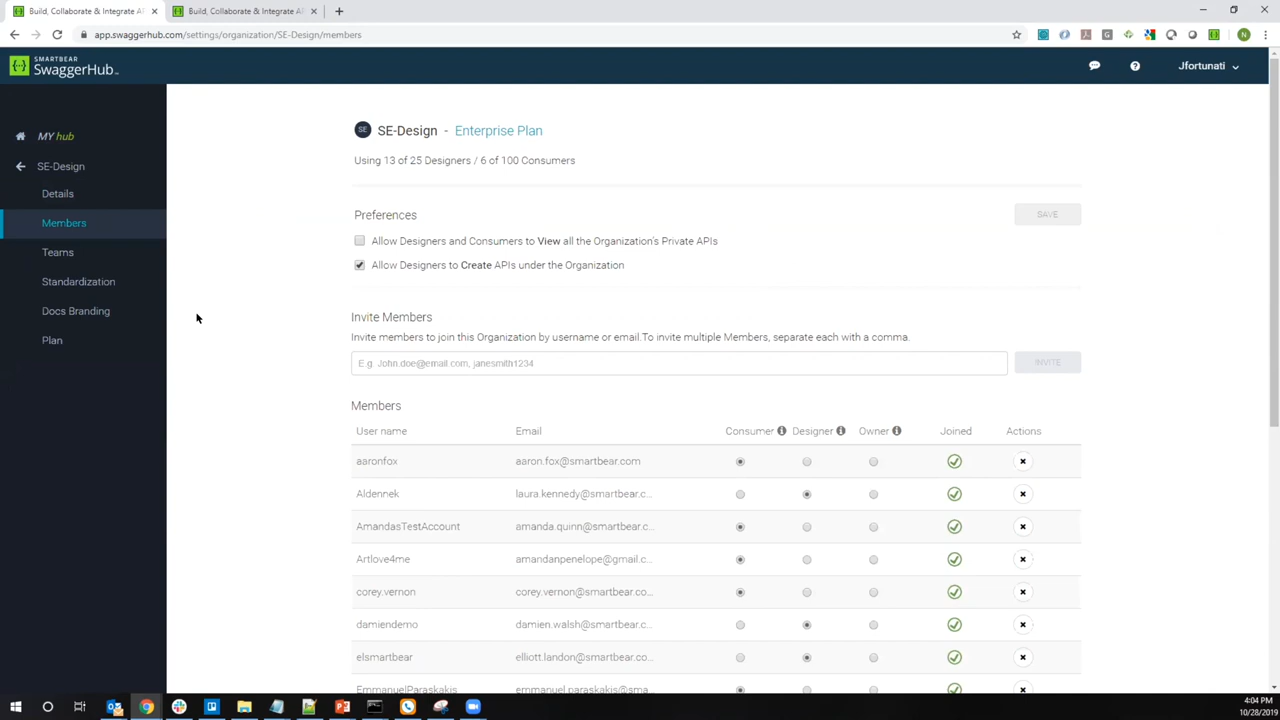 Build, Collaborate & Integrate AP
Build, Collaborate & Integrate AP
app.swaggerhub.com/settings/organization/SE-Design/members
N
SMARTBEAR
SwaggerHub
Jfortunati
MY hub
SE-Design
Details
Members
Teams
Standardization
Docs Branding
Plan
SE SE-Design - Enterprise Plan
Using 13 of 25 Designers / 6 of 100 Consumers
Preferences
SAVE
Allow Designers and Consumers to View all the Organization's Private APIs
Allow Designers to Create APIs under the Organization
Invite Members
Invite members to join this Organization by username or email.To invite multiple Members, separate each with a comma.
E.g. John.doe@email.com, janesmith1234
INVITE
Members
User name Email Consumer Designer Owner Joined Actions
aaronfox aaron.fox@smartbear.com
Aldennek laura.kennedy@smartbear.c...
AmandasTestAccount amanda.quinn@smartbear.c...
Artlove4me amandanpenelope@gmail.c...
corey.vernon corey.vernon@smartbear.co...
damiendemo damien.walsh@smartbear.c...
elsmartbear elliott.landon@smartbear.co...
EmmanuelParaskakis emmanuel.paraskakis@sma...
4:04 PM
10/28/2019